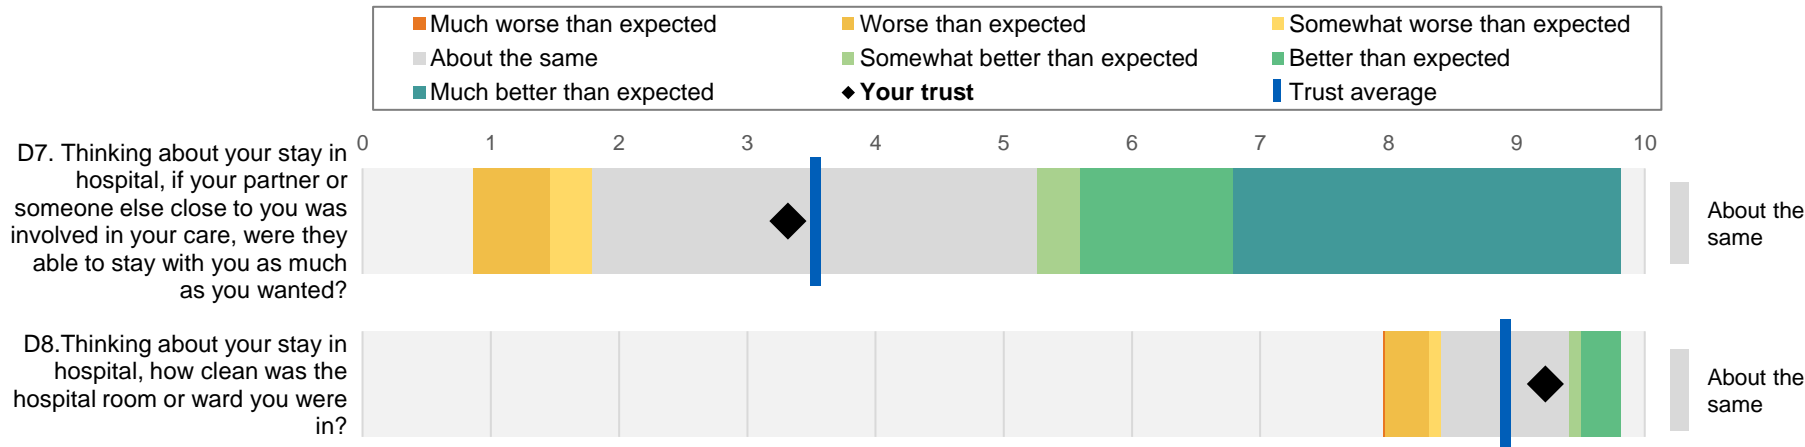 Much worse than expected
Worse than expected
Somewhat worse than expected
About the same
Somewhat better than expected
Better than expected
Much better than expected
Your trust
Trust average
0 1 2 3 4 5 6 7 8 9 10
D7. Thinking about your stay in
hospital, if your partner or
someone else close to you was
involved in your care, were they
able to stay with you as much
as you wanted?
About the
same
D8.Thinking about your stay in
hospital, how clean was the
hospital room or ward you were
in?
About the
same